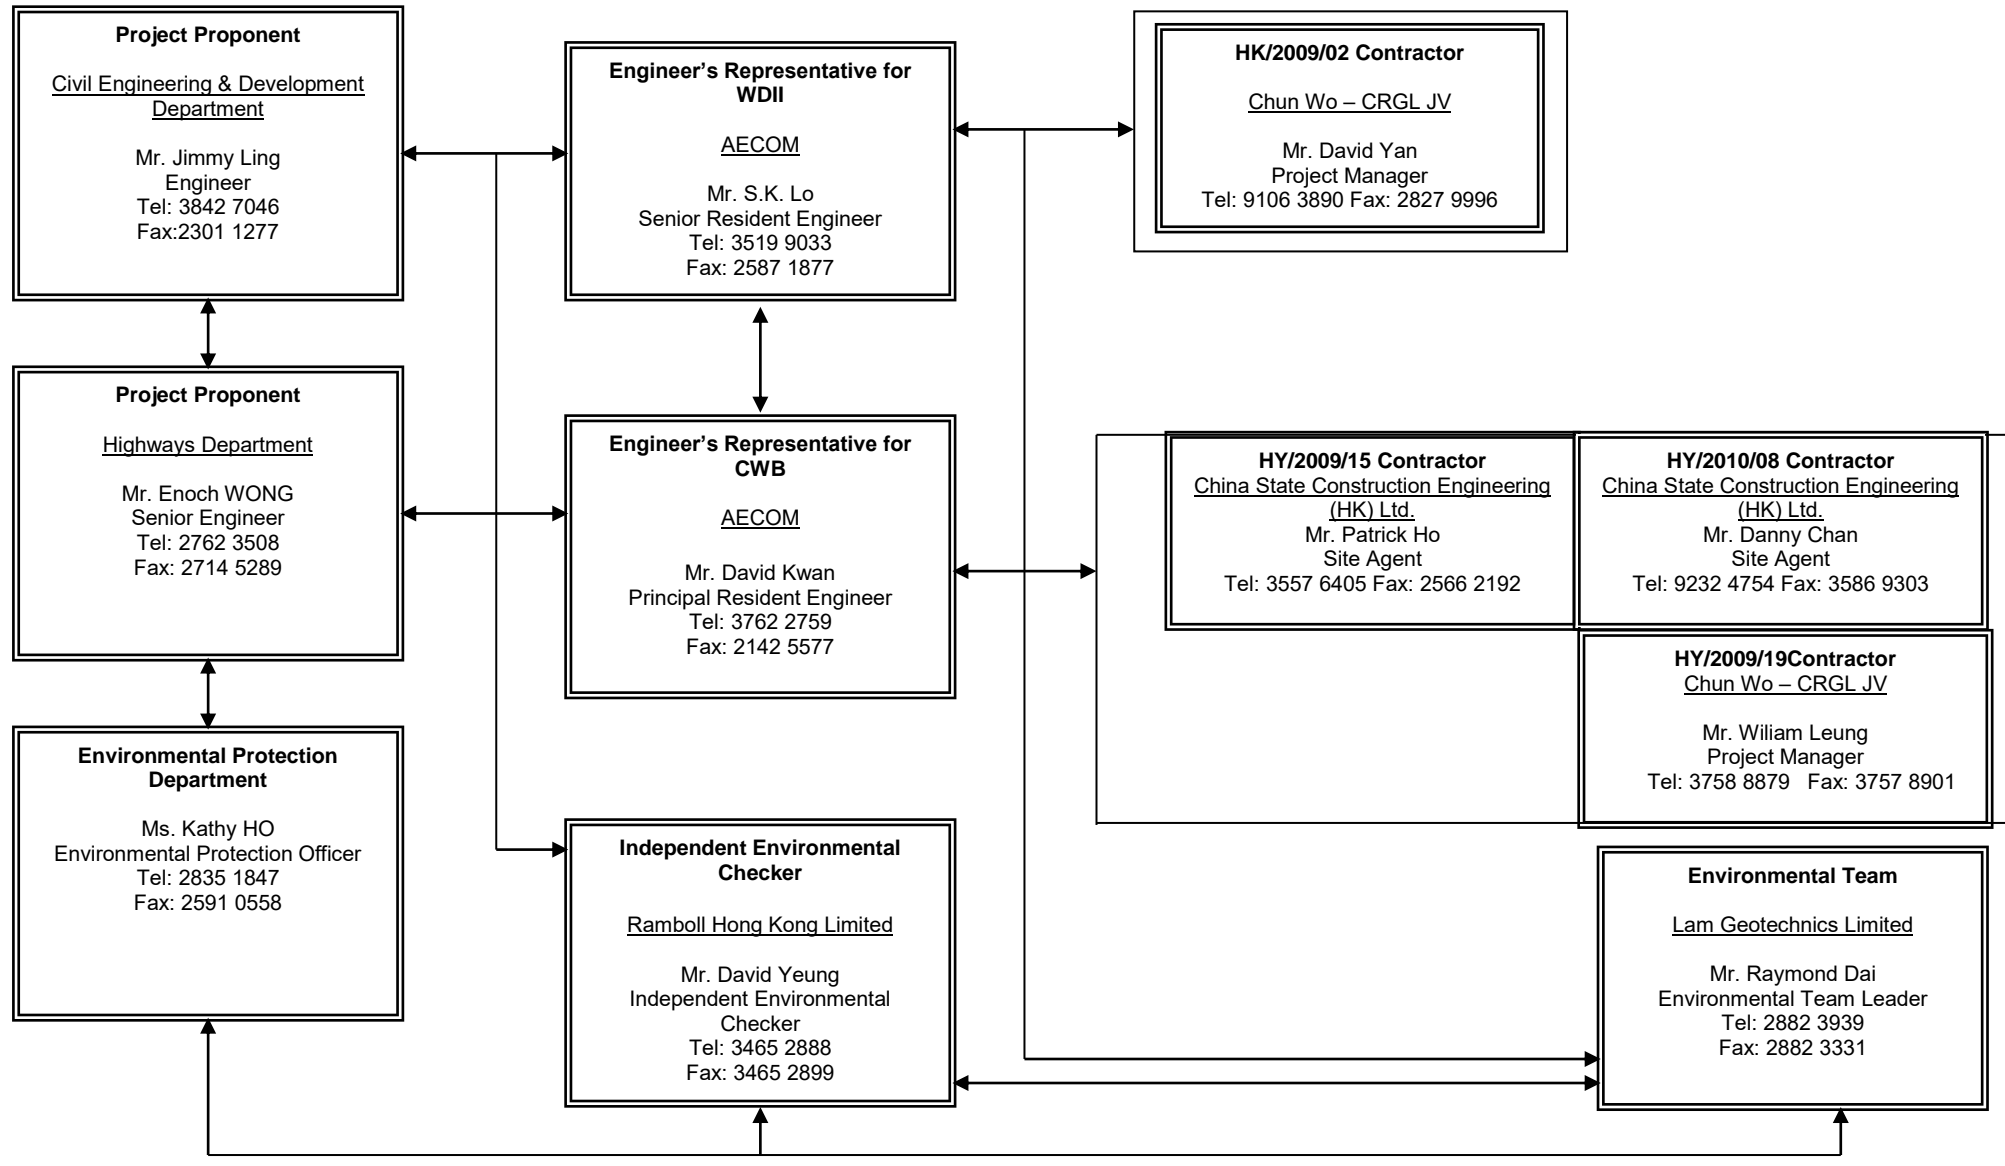 Project Proponent
Civil Engineering & Development
Department
Mr. Jimmy Ling
Engineer
Tel: 3842 7046
Fax:2301 1277
Engineer's Representative for
WDII
AECOM
Mr. S.K. Lo
Senior Resident Engineer
Tel: 3519 9033
Fax: 2587 1877
HK/2009/02 Contractor
Chun Wo – CRGL JV
Mr. David Yan
Project Manager
Tel: 9106 3890 Fax: 2827 9996
Project Proponent
Highways Department
Mr. Enoch WONG
Senior Engineer
Tel: 2762 3508
Fax: 2714 5289
Engineer's Representative for
CWB
AECOM
Mr. David Kwan
Principal Resident Engineer
Tel: 3762 2759
Fax: 2142 5577
HY/2009/15 Contractor
China State Construction Engineering
(HK) Ltd.
Mr. Patrick Ho
Site Agent
Tel: 3557 6405 Fax: 2566 2192
HY/2010/08 Contractor
China State Construction Engineering
(HK) Ltd.
Mr. Danny Chan
Site Agent
Tel: 9232 4754 Fax: 3586 9303
HY/2009/19Contractor
Chun Wo – CRGL JV
Mr. Wiliam Leung
Project Manager
Tel: 3758 8879   Fax: 3757 8901
Environmental Protection
Department
Ms. Kathy HO
Environmental Protection Officer
Tel: 2835 1847
Fax: 2591 0558
Independent Environmental
Checker
Ramboll Hong Kong Limited
Mr. David Yeung
Independent Environmental
Checker
Tel: 3465 2888
Fax: 3465 2899
Environmental Team
Lam Geotechnics Limited
Mr. Raymond Dai
Environmental Team Leader
Tel: 2882 3939
Fax: 2882 3331